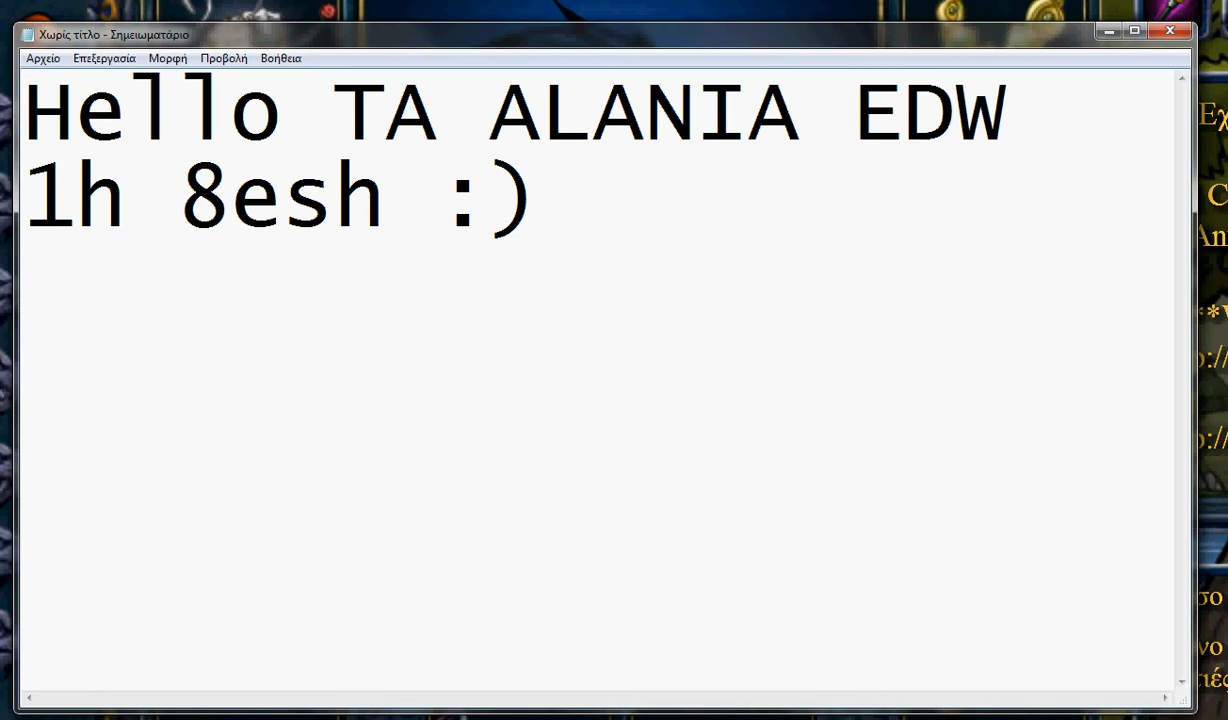 Χωρίς τίτλο - Σημειωματάριο
Αρχείο Επεξεργασία Μορφή Προβολή Βοήθεια
Hello TA ALANIA EDW
1h 8esh :)